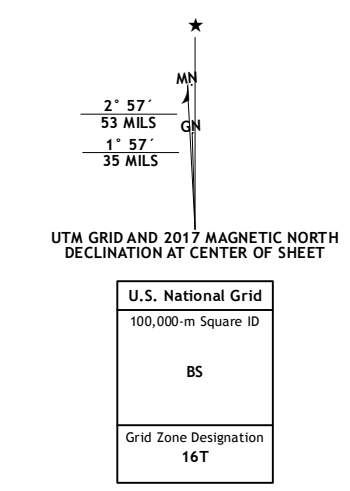 MN
2° 57´
53 MILS
GN
1° 57´
35 MILS
UTM GRID AND 2017 MAGNETIC NORTH
DECLINATION AT CENTER OF SHEET
U.S. National Grid
100,000-m Square ID
BS
Grid Zone Designation
16T